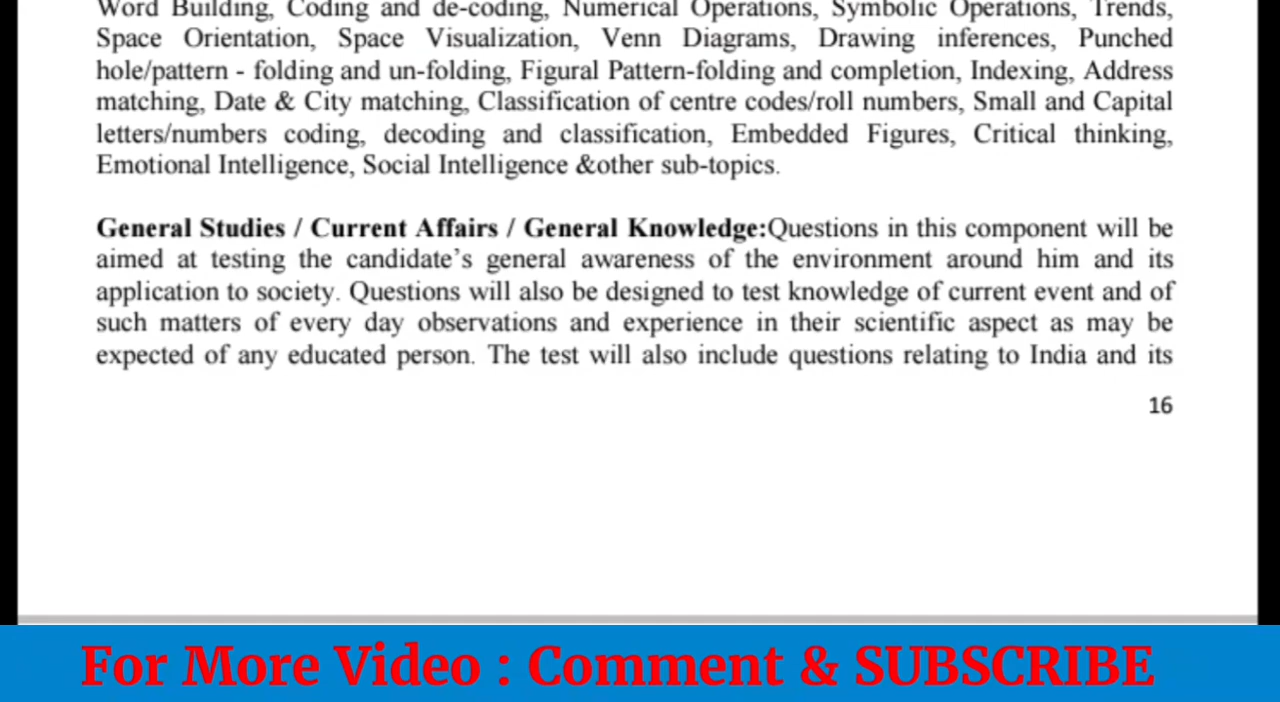 Word Building, Coding and de-coding, Numerical Operations, Symbolic Operations, Trends,
Space Orientation, Space Visualization, Venn Diagrams, Drawing inferences, Punched
hole/pattern - folding and un-folding, Figural Pattern-folding and completion, Indexing, Address
matching, Date & City matching, Classification of centre codes/roll numbers, Small and Capital
letters/numbers coding, decoding and classification, Embedded Figures, Critical thinking,
Emotional Intelligence, Social Intelligence &other sub-topics.
General Studies / Current Affairs / General Knowledge:Questions in this component will be
aimed at testing the candidate’s general awareness of the environment around him and its
application to society. Questions will also be designed to test knowledge of current event and of
such matters of every day observations and experience in their scientific aspect as may be
expected of any educated person. The test will also include questions relating to India and its
16
For More Video : Comment & SUBSCRIBE